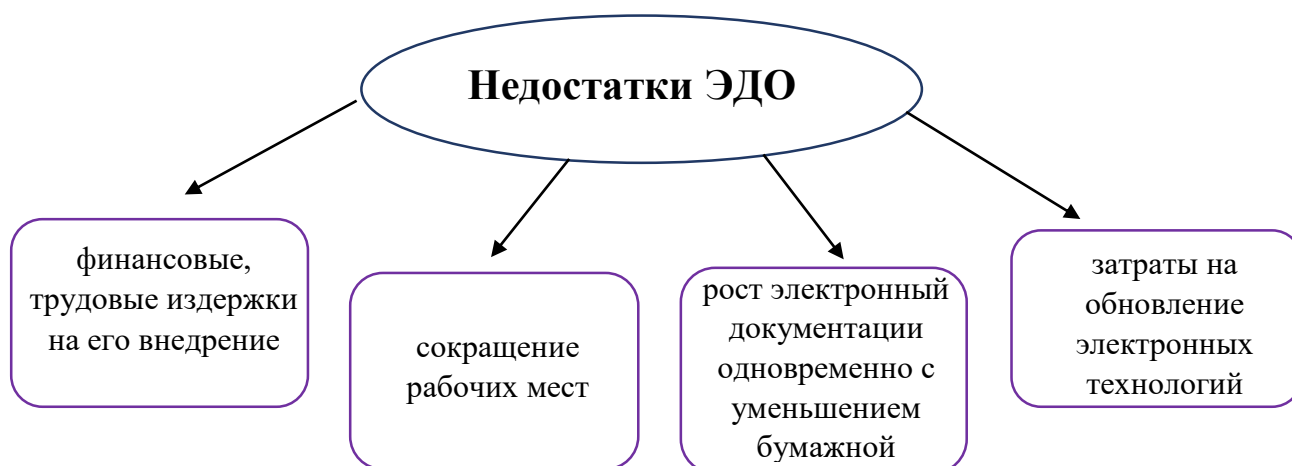 Недостатки ЭДО
финансовые,
трудовые издержки
на его внедрение
сокращение
рабочих мест
рост электронный
документации
одновременно с
уменьшением
бумажной
затраты на
обновление
электронных
технологий